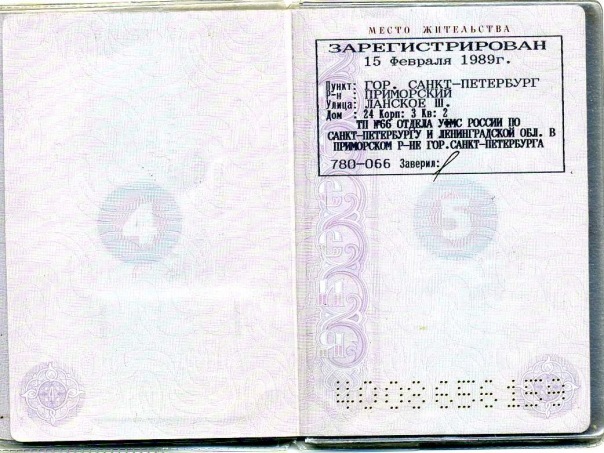 МЕСТО ЖИТЕЛЬСТВА
ЗАРЕГИСТРИРОВАН
15 Февраля 1989г.
Пункт: ГОР. САНКТ-ПЕТЕРБУРГ
Р-н : ПРИМОРСКИЙ
Улица: ЛАНСКОЕ Ш.
Дом : 24 Корп: 3 Кв: 2
ТП №66 ОТДЕЛА УФМС РОССИИ ПО
САНКТ-ПЕТЕРБУРГУ И ЛЕНИНГРАДСКОЙ ОБЛ. В
ПРИМОРСКОМ Р-НЕ ГОР.САНКТ-ПЕТЕРБУРГА
780-066 Заверил:
4
5
4008656159